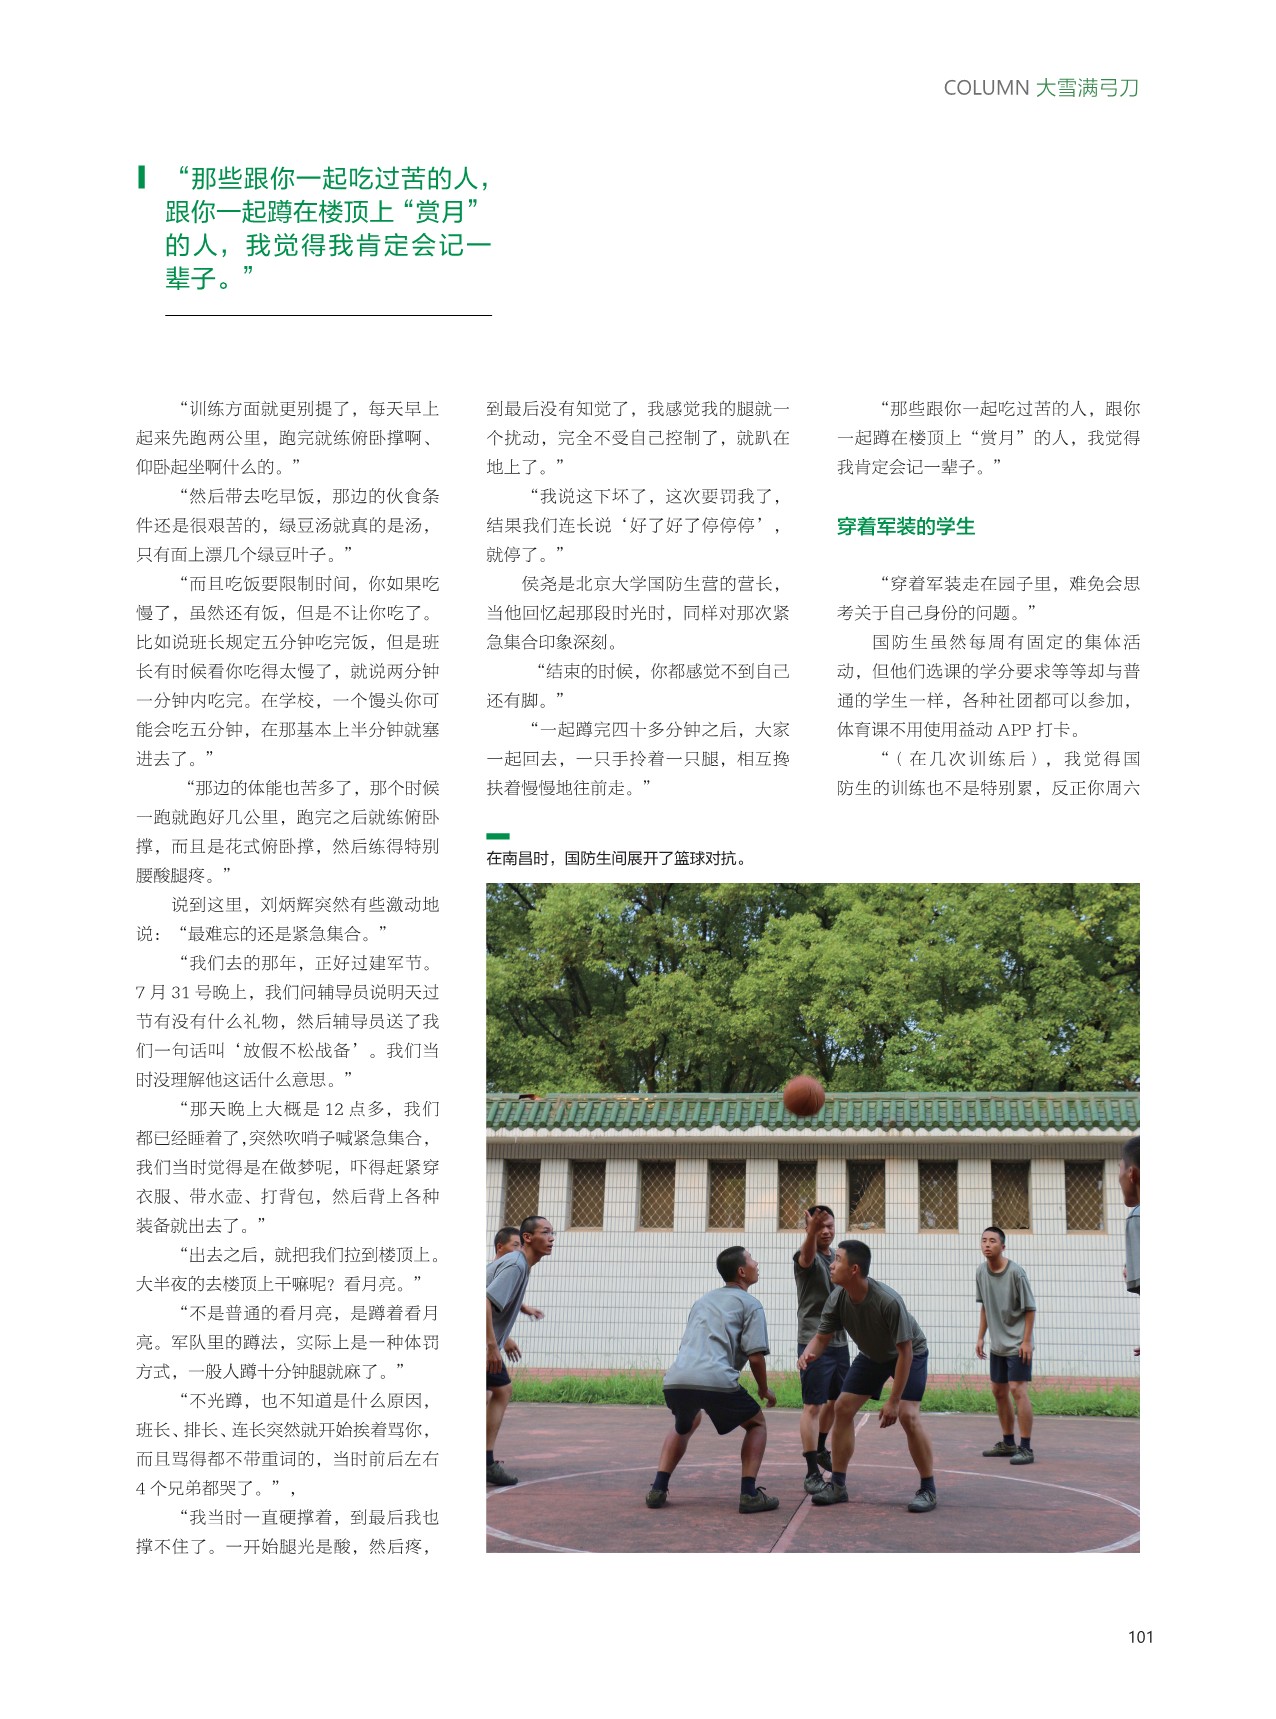 COLUMN 大雪满弓刀
“那些跟你一起吃过苦的人，
跟你一起蹲在楼顶上“赏月”
的人，我觉得我肯定会记一
辈子。”
“训练方面就更别提了，每天早上
起来先跑两公里，跑完就练俯卧撑啊、
仰卧起坐啊什么的。”
“然后带去吃早饭，那边的伙食条
件还是很艰苦的，绿豆汤就真的是汤，
只有面上漂几个绿豆叶子。”
“而且吃饭要限制时间，你如果吃
慢了，虽然还有饭，但是不让你吃了。
比如说班长规定五分钟吃完饭，但是班
长有时候看你吃得太慢了，就说两分钟
一分钟内吃完。在学校，一个馒头你可
能会吃五分钟，在那基本上半分钟就塞
进去了。”
“那边的体能也苦多了，那个时候
一跑就跑好几公里，跑完之后就练俯卧
撑，而且是花式俯卧撑，然后练得特别
腰酸腿疼。”
说到这里，刘炳辉突然有些激动地
说：“最难忘的还是紧急集合。”
“我们去的那年，正好过建军节。
7 月 31 号晚上，我们问辅导员说明天过
节有没有什么礼物，然后辅导员送了我
们一句话叫‘放假不松战备’。我们当
时没理解他这话什么意思。”
“那天晚上大概是 12 点多，我们
都已经睡着了,突然吹哨子喊紧急集合，
我们当时觉得是在做梦呢，吓得赶紧穿
衣服、带水壶、打背包，然后背上各种
装备就出去了。”
“出去之后，就把我们拉到楼顶上。
大半夜的去楼顶上干嘛呢？看月亮。”
“不是普通的看月亮，是蹲着看月
亮。军队里的蹲法，实际上是一种体罚
方式，一般人蹲十分钟腿就麻了。”
“不光蹲，也不知道是什么原因，
班长、排长、连长突然就开始挨着骂你，
而且骂得都不带重词的，当时前后左右
4 个兄弟都哭了。”，
“我当时一直硬撑着，到最后我也
撑不住了。一开始腿光是酸，然后疼，
到最后没有知觉了，我感觉我的腿就一
个扰动，完全不受自己控制了，就趴在
地上了。”
“我说这下坏了，这次要罚我了，
结果我们连长说‘好了好了停停停’，
就停了。”
侯尧是北京大学国防生营的营长，
当他回忆起那段时光时，同样对那次紧
急集合印象深刻。
“结束的时候，你都感觉不到自己
还有脚。”
“一起蹲完四十多分钟之后，大家
一起回去，一只手拎着一只腿，相互搀
扶着慢慢地往前走。”
“那些跟你一起吃过苦的人，跟你
一起蹲在楼顶上“赏月”的人，我觉得
我肯定会记一辈子。”
穿着军装的学生
“穿着军装走在园子里，难免会思
考关于自己身份的问题。”
国防生虽然每周有固定的集体活
动，但他们选课的学分要求等等却与普
通的学生一样，各种社团都可以参加，
体育课不用使用益动 APP 打卡。
“（在几次训练后），我觉得国
防生的训练也不是特别累，反正你周六
在南昌时，国防生间展开了篮球对抗。
101